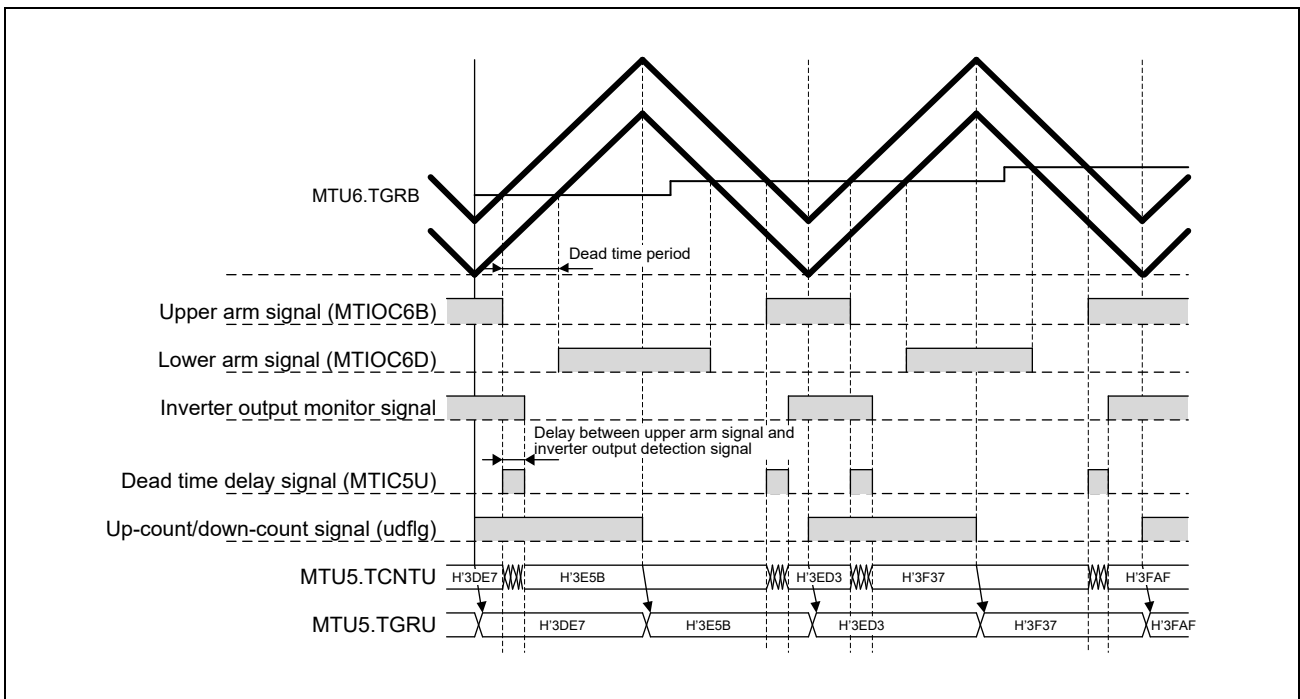 MTU6.TGRB
Dead time period
Upper arm signal (MTIOC6B)
Lower arm signal (MTIOC6D)
Inverter output monitor signal
Delay between upper arm signal and
inverter output detection signal
Dead time delay signal (MTIC5U)
Up-count/down-count signal (udflg)
MTU5.TCNTU H'3DE7 H'3E5B H'3ED3 H'3F37 H'3FAF
MTU5.TGRU H'3DE7 H'3E5B H'3ED3 H'3F37 H'3FAF